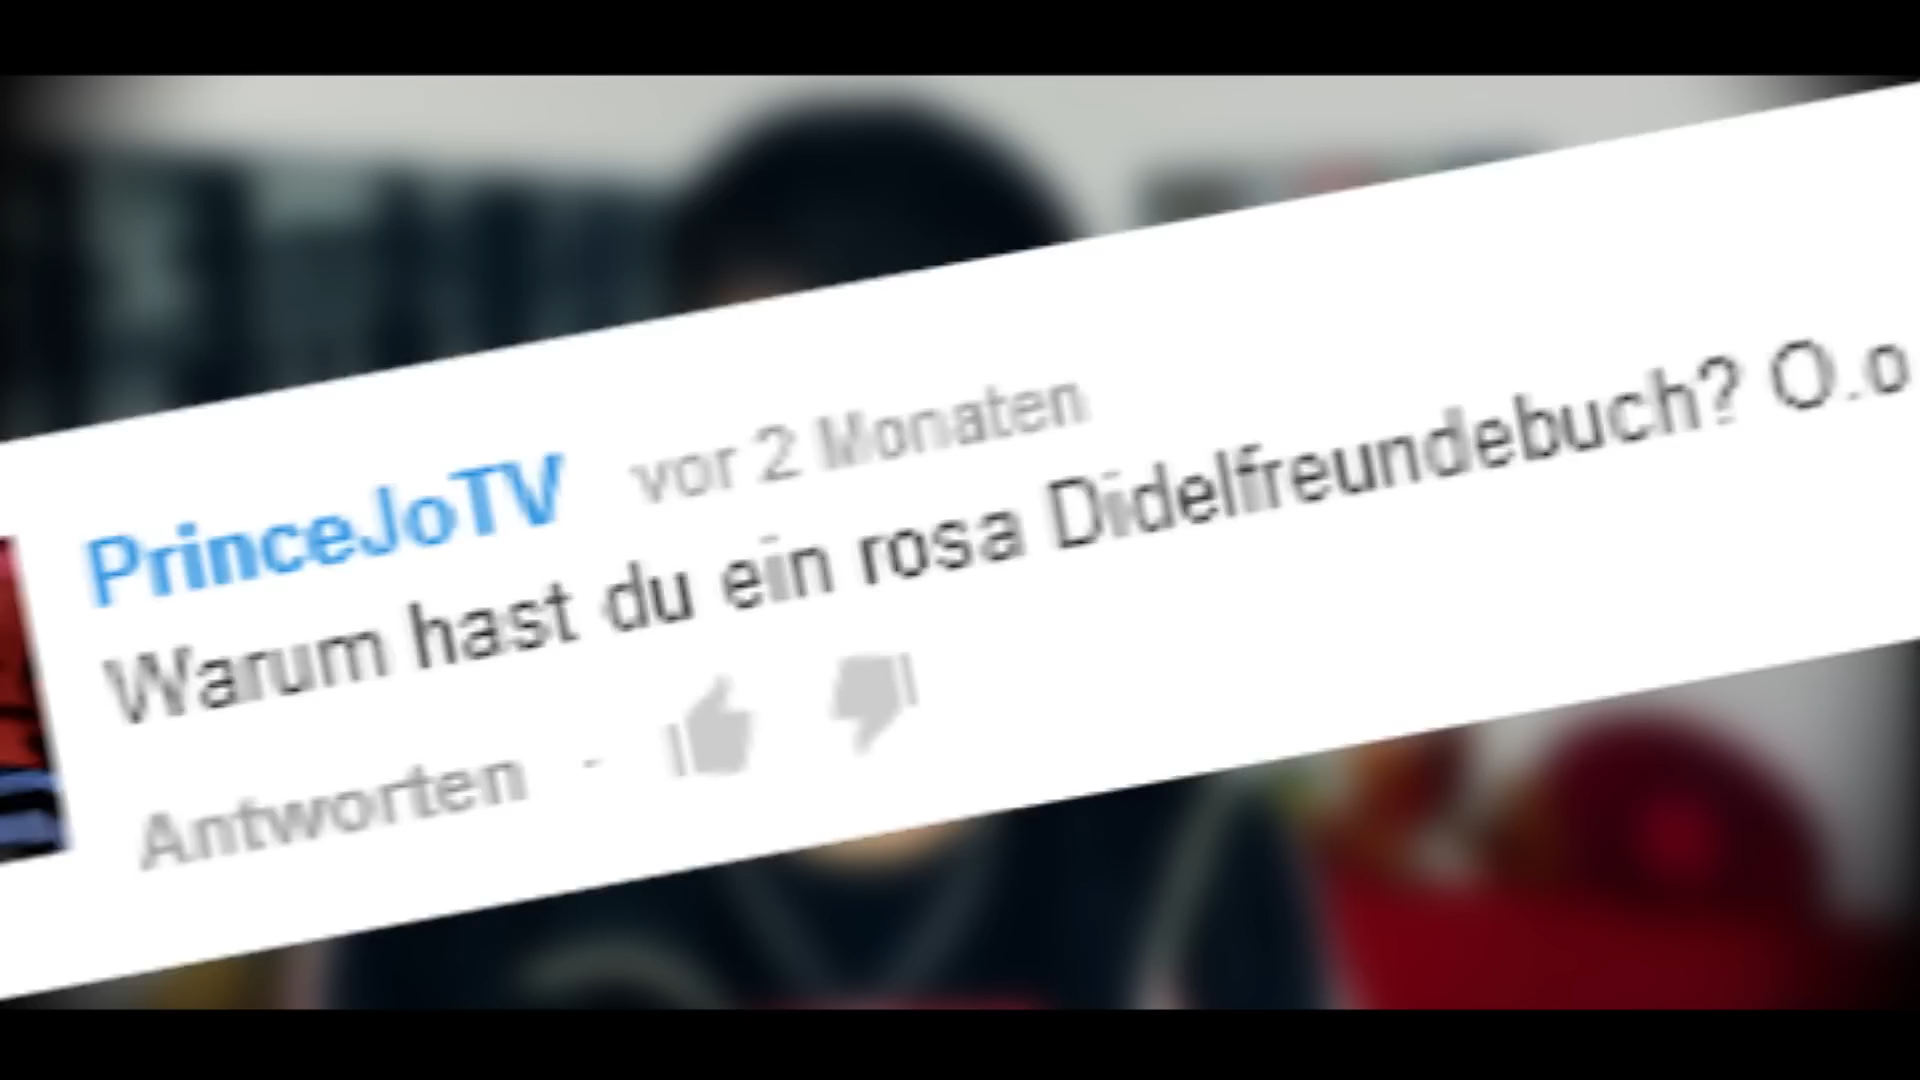 PrinceJoTV vor 2 Monaten
Warum hast du ein rosa Didelfreundebuch? O.o
Antworten ·